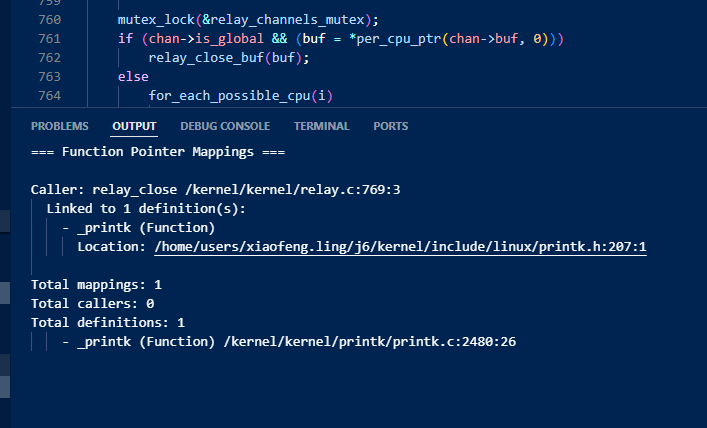 759
760 mutex_lock(&relay_channels_mutex);
761 if (chan->is_global && (buf = *per_cpu_ptr(chan->buf, 0)))
762 relay_close_buf(buf);
763 else
764 for_each_possible_cpu(i)
PROBLEMS OUTPUT DEBUG CONSOLE TERMINAL PORTS
=== Function Pointer Mappings ===
Caller: relay_close /kernel/kernel/relay.c:769:3
Linked to 1 definition(s):
- _printk (Function)
Location: /home/users/xiaofeng.ling/j6/kernel/include/linux/printk.h:207:1
Total mappings: 1
Total callers: 0
Total definitions: 1
- _printk (Function) /kernel/kernel/printk/printk.c:2480:26